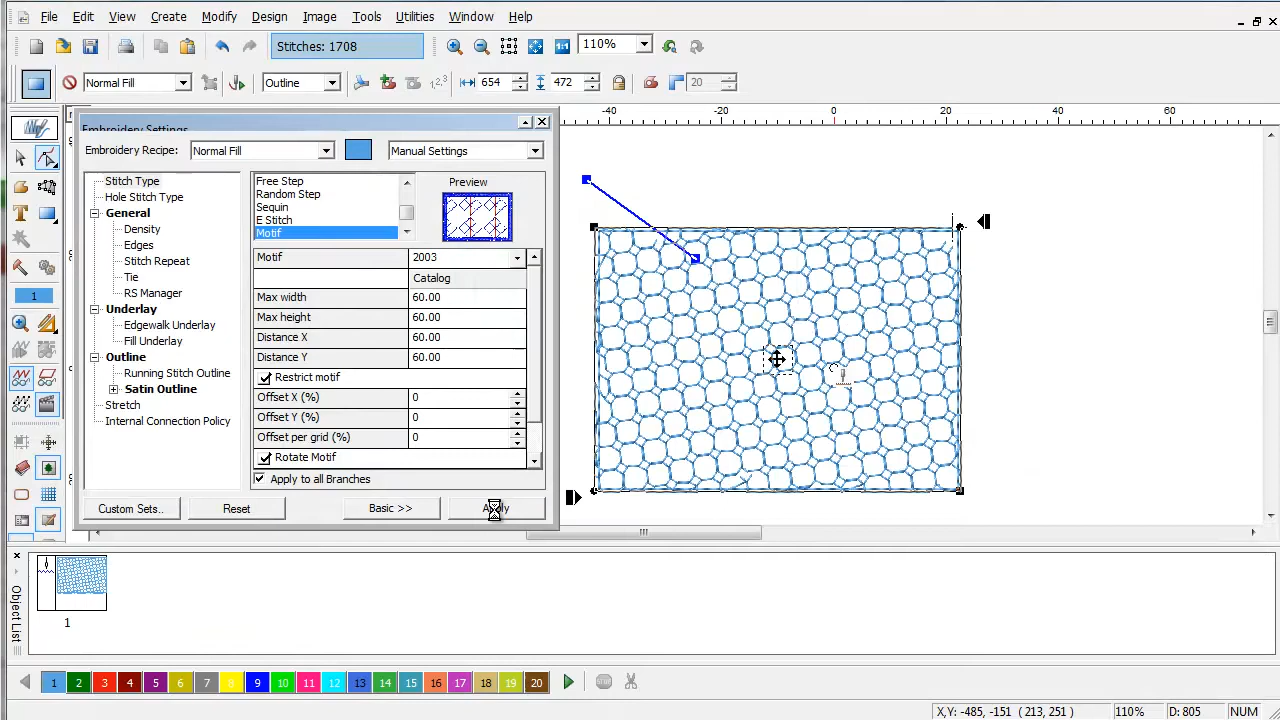 File Edit View Create Modify Design Image Tools Utilities Window Help
Stitches: 1708
110%
Normal Fill
Outline
654
472
20
-40
-20
0
20
40
60
Embroidery Settings
Embroidery Recipe:
Normal Fill
Manual Settings
Stitch Type
Hole Stitch Type
General
Density
Edges
Stitch Repeat
Tie
RS Manager
Underlay
Edgewalk Underlay
Fill Underlay
Outline
Running Stitch Outline
Satin Outline
Stretch
Internal Connection Policy
Free Step
Random Step
Sequin
E Stitch
Motif
Preview
Motif 2003
Catalog
Max width 60.00
Max height 60.00
Distance X 60.00
Distance Y 60.00
Restrict motif
Offset X (%) 0
Offset Y (%) 0
Offset per grid (%) 0
Rotate Motif
Apply to all Branches
Custom Sets..
Reset
Basic >>
Apply
1
Object List
1
1 2 3 4 5 6 7 8 9 10 11 12 13 14 15 16 17 18 19 20
X,Y: -485, -151 ( 213, 251 )
110%
D: 805
NUM